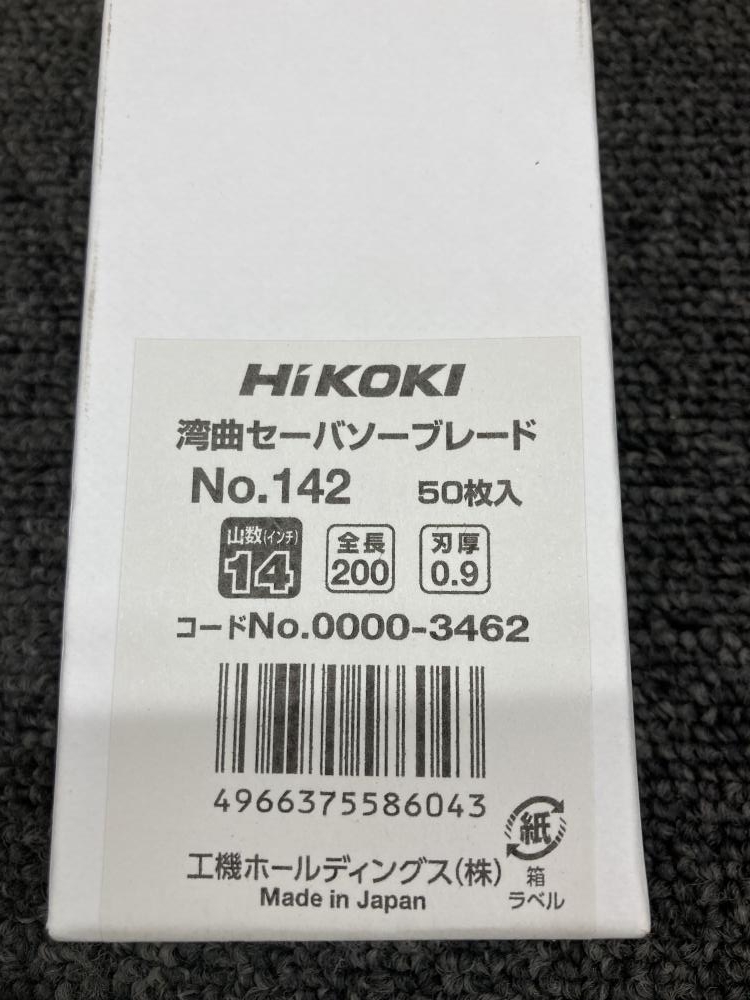 HiKOKI
湾曲セーバソーブレード
No.142 50枚入
山数(インチ) 14
全長 200
刃厚 0.9
コードNo.0000-3462
4966375586043
紙
箱
ラベル
工機ホールディングス(株)
Made in Japan